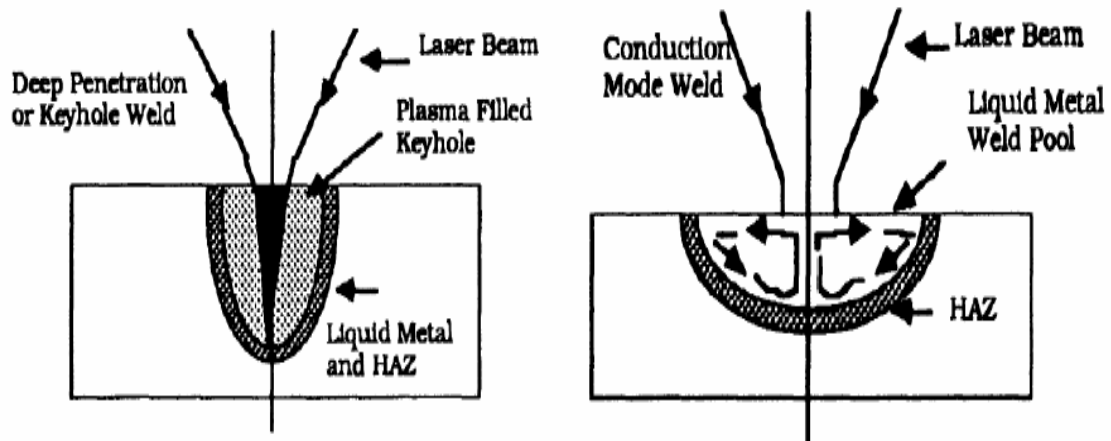 Deep Penetration
or Keyhole Weld
Laser Beam
Plasma Filled
Keyhole
Liquid Metal
and HAZ
Conduction
Mode Weld
Laser Beam
Liquid Metal
Weld Pool
HAZ